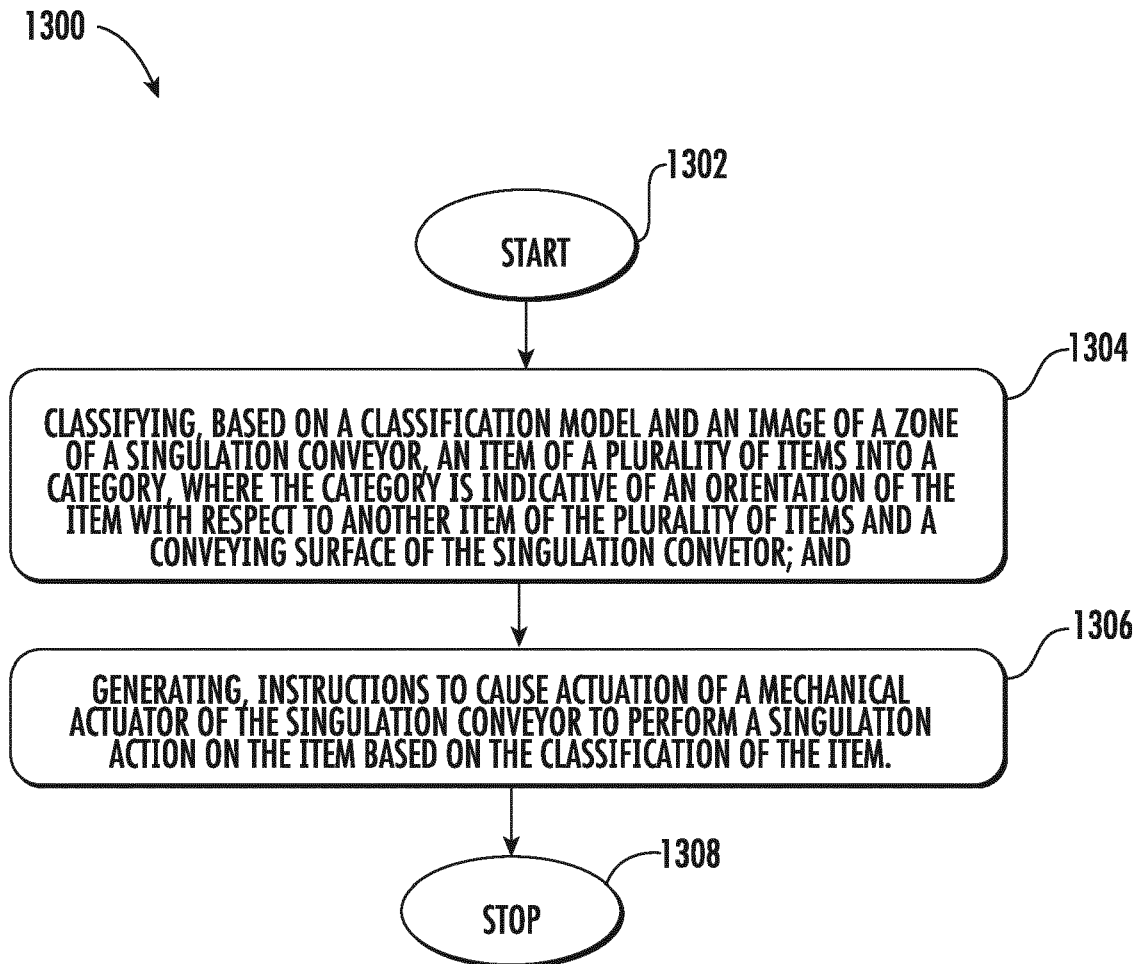 1300
1302
START
1304
CLASSIFYING, BASED ON A CLASSIFICATION MODEL AND AN IMAGE OF A ZONE
OF A SINGULATION CONVEYOR, AN ITEM OF A PLURALITY OF ITEMS INTO A
CATEGORY, WHERE THE CATEGORY IS INDICATIVE OF AN ORIENTATION OF THE
ITEM WITH RESPECT TO ANOTHER ITEM OF THE PLURALITY OF ITEMS AND A
CONVEYING SURFACE OF THE SINGULATION CONVETOR; AND
1306
GENERATING, INSTRUCTIONS TO CAUSE ACTUATION OF A MECHANICAL
ACTUATOR OF THE SINGULATION CONVEYOR TO PERFORM A SINGULATION
ACTION ON THE ITEM BASED ON THE CLASSIFICATION OF THE ITEM.
1308
STOP